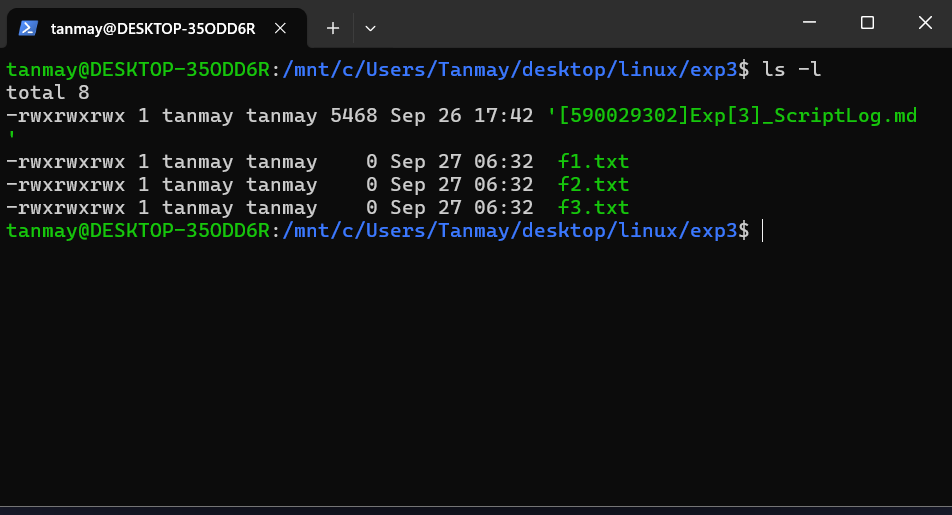 tanmay@DESKTOP-35ODD6R
tanmay@DESKTOP-35ODD6R:/mnt/c/Users/Tanmay/desktop/linux/exp3$ ls -l
total 8
-rwxrwxrwx 1 tanmay tanmay 5468 Sep 26 17:42 '[590029302]Exp[3]_ScriptLog.md
'
-rwxrwxrwx 1 tanmay tanmay    0 Sep 27 06:32  f1.txt
-rwxrwxrwx 1 tanmay tanmay    0 Sep 27 06:32  f2.txt
-rwxrwxrwx 1 tanmay tanmay    0 Sep 27 06:32  f3.txt
tanmay@DESKTOP-35ODD6R:/mnt/c/Users/Tanmay/desktop/linux/exp3$